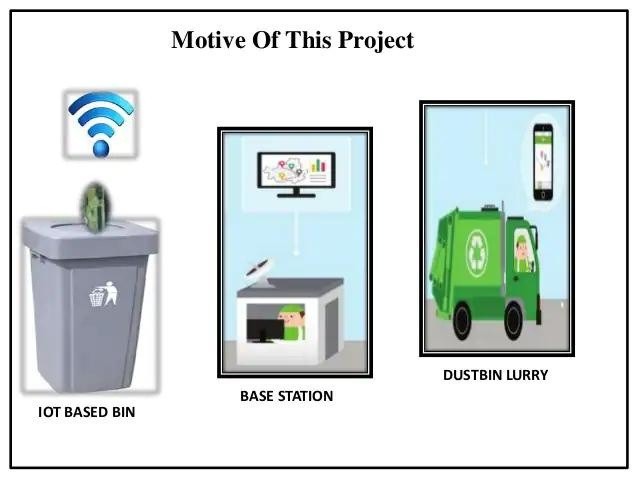 Motive Of This Project
IOT BASED BIN
BASE STATION
DUSTBIN LURRY